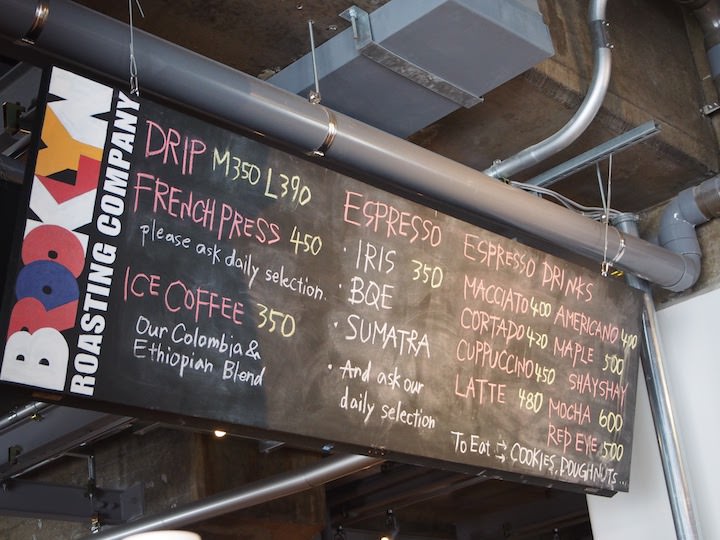 BROOKLYN
ROASTING COMPANY
DRIP M350 L390
FRENCH PRESS 450
please ask daily selection.
ICE COFFEE 350
Our Colombia &
Ethiopian Blend
ESPRESSO
· IRIS 350
· BQE
· SUMATRA
· And ask our
daily selection
ESPRESSO DRINKS
MACCIATO 400
CORTADO 420
CUPPUCCINO 450
LATTE 480
AMERICANO 400
MAPLE 500
SHAYSHAY
MOCHA 600
RED EYE 500
To Eat ⇒ COOKIES, DOUGHNUTS...